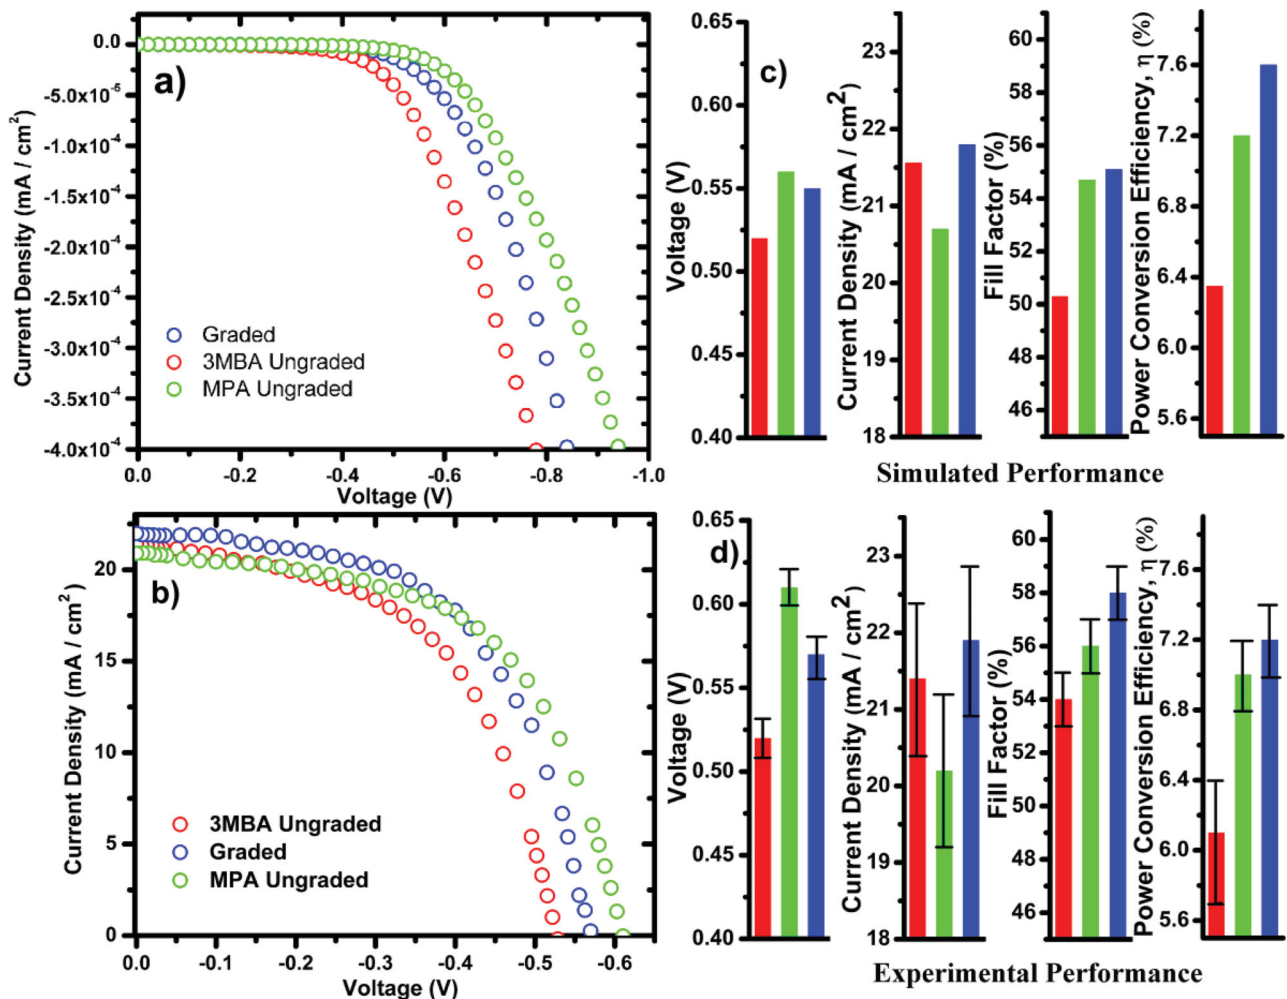 a)
0.0
-5.0x10⁻⁵
-1.0x10⁻⁴
-1.5x10⁻⁴
-2.0x10⁻⁴
-2.5x10⁻⁴
-3.0x10⁻⁴
-3.5x10⁻⁴
-4.0x10⁻⁴
Current Density (mA / cm²)
Graded
3MBA Ungraded
MPA Ungraded
0.0 -0.2 -0.4 -0.6 -0.8 -1.0
Voltage (V)
c)
0.65
0.60
0.55
0.50
0.45
0.40
Voltage (V)
23
22
21
20
19
18
Current Density (mA / cm²)
60
58
56
54
52
50
48
46
Fill Factor (%)
7.6
7.2
6.8
6.4
6.0
5.6
Power Conversion Efficiency, η (%)
Simulated Performance
b)
20
15
10
5
0
Current Density (mA / cm²)
3MBA Ungraded
Graded
MPA Ungraded
0.0 -0.1 -0.2 -0.3 -0.4 -0.5 -0.6
Voltage (V)
d)
0.65
0.60
0.55
0.50
0.45
0.40
Voltage (V)
23
22
21
20
19
18
Current Density (mA / cm²)
60
58
56
54
52
50
48
46
Fill Factor (%)
7.6
7.2
6.8
6.4
6.0
5.6
Power Conversion Efficiency, η (%)
Experimental Performance